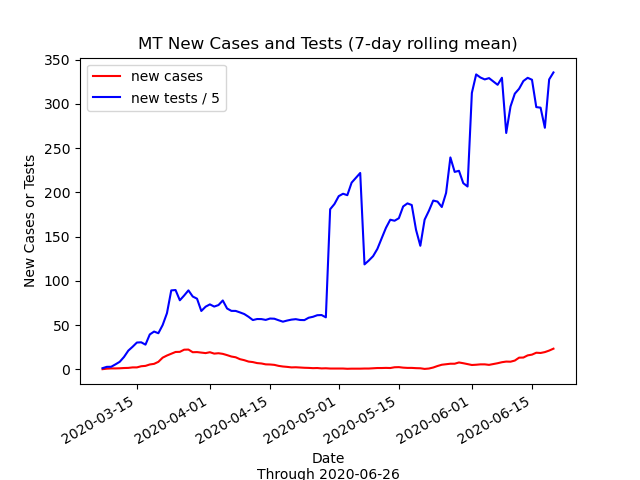 MT New Cases and Tests (7-day rolling mean)
new cases
new tests / 5
New Cases or Tests
350
300
250
200
150
100
50
0
2020-03-15
2020-04-01
2020-04-15
2020-05-01
2020-05-15
2020-06-01
2020-06-15
Date
Through 2020-06-26